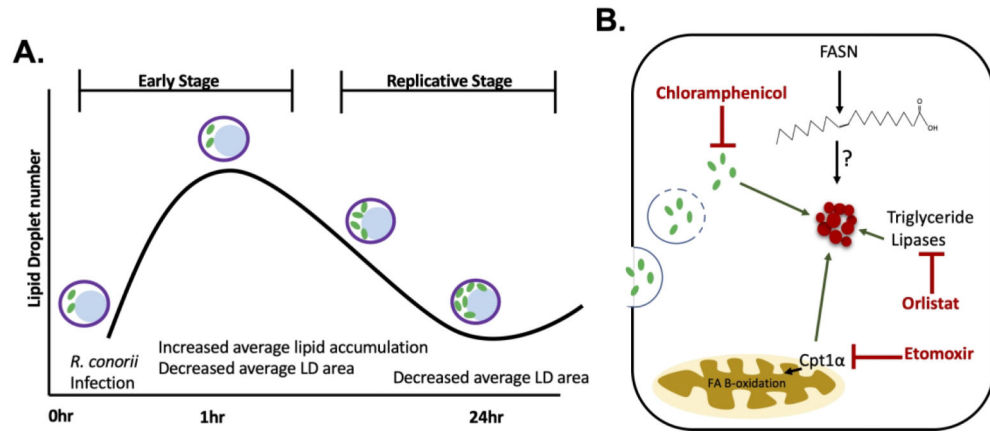 A.
Early Stage
Replicative Stage
Lipid Droplet number
R. conorii
Infection
Increased average lipid accumulation
Decreased average LD area
Decreased average LD area
0hr
1hr
24hr
B.
FASN
Chloramphenicol
O
OH
?
Triglyceride
Lipases
Orlistat
Cpt1α
Etomoxir
FA B-oxidation